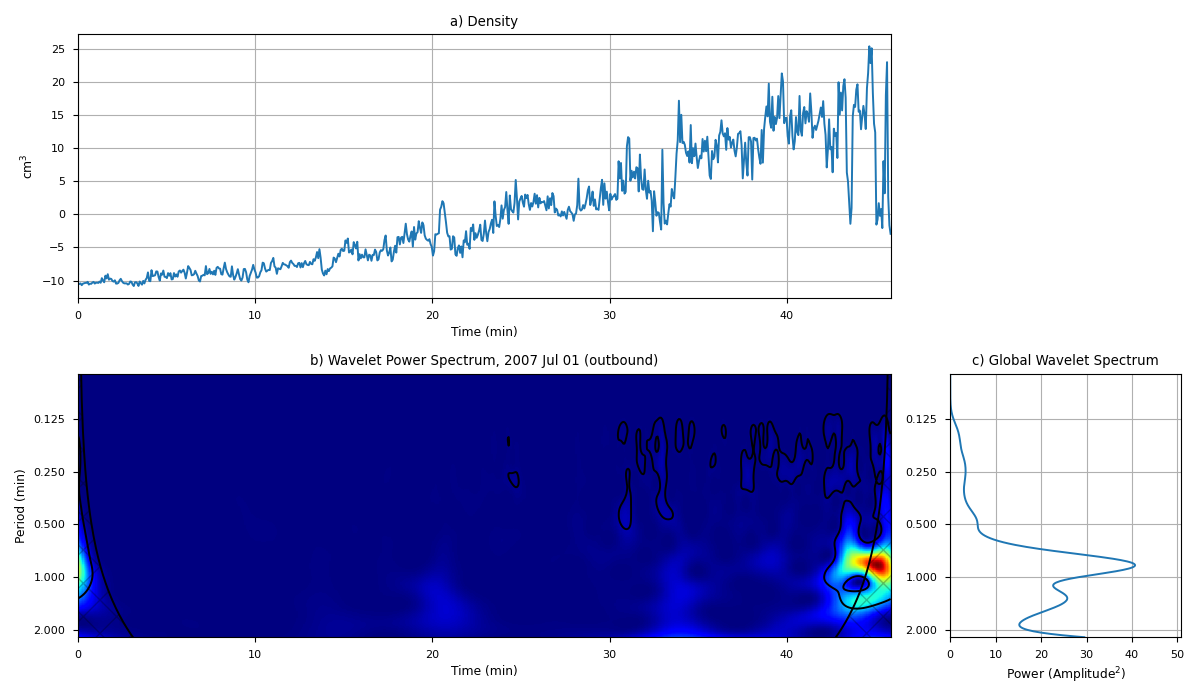 a) Density
25
20
15
10
5
0
−5
−10
cm³
0 10 20 30 40
Time (min)
b) Wavelet Power Spectrum, 2007 Jul 01 (outbound)
0.125
0.250
0.500
1.000
2.000
Period (min)
0 10 20 30 40
Time (min)
c) Global Wavelet Spectrum
0.125
0.250
0.500
1.000
2.000
0 10 20 30 40 50
Power (Amplitude²)